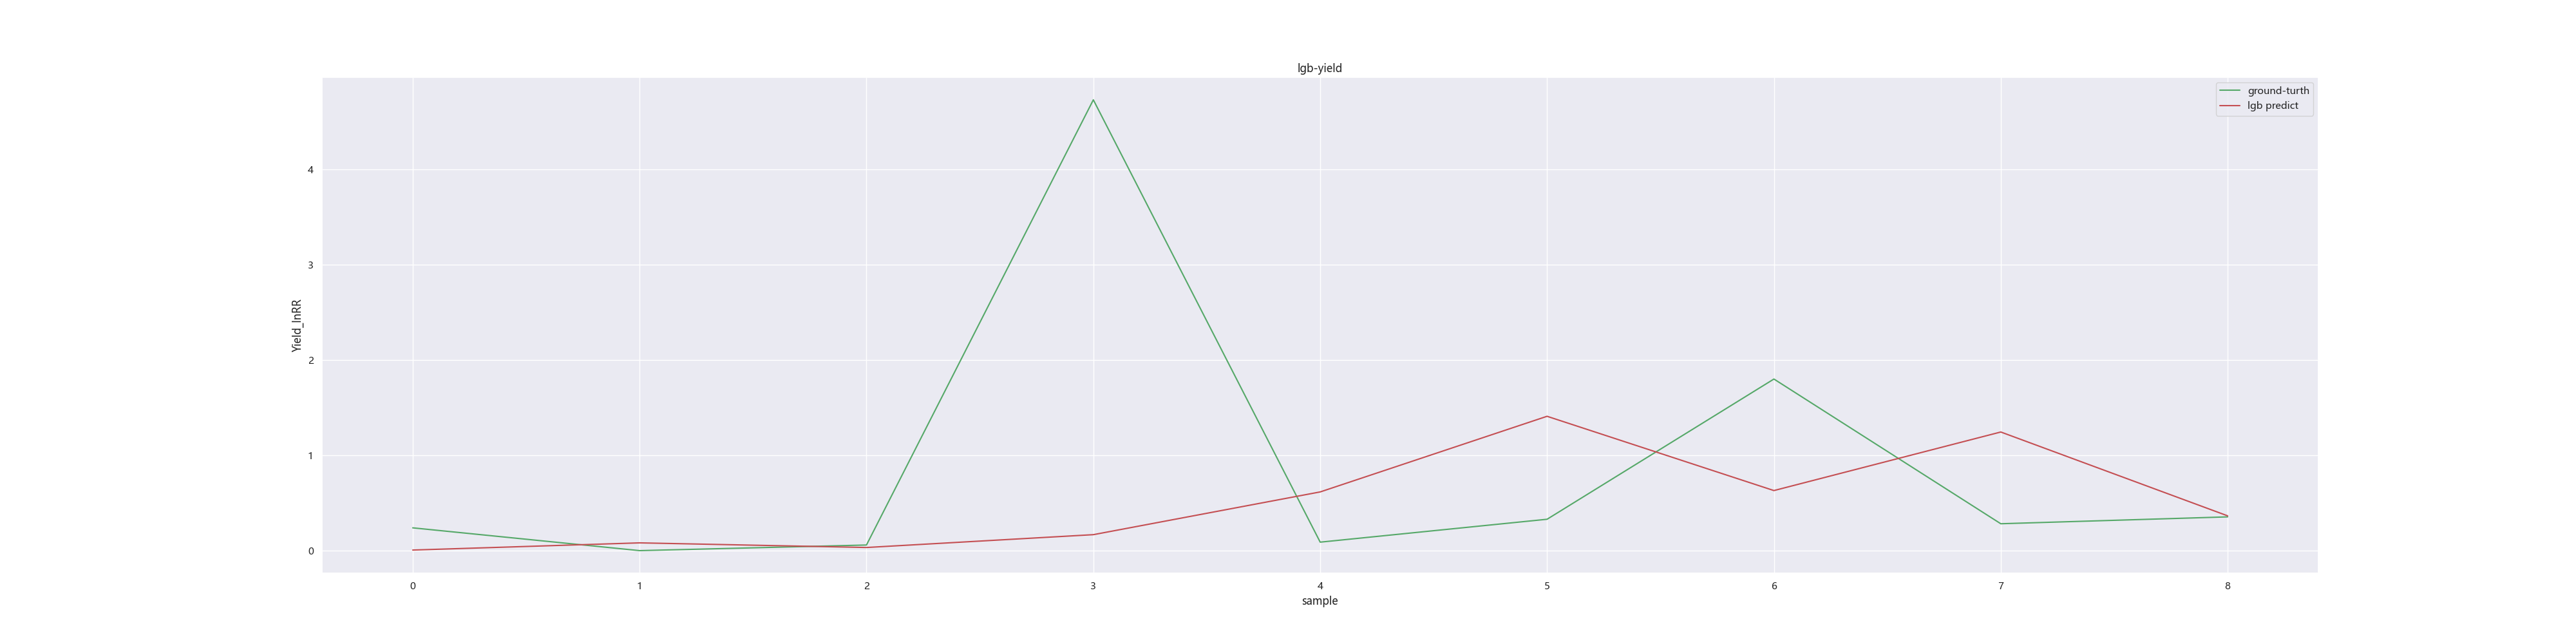 lgb-yield
ground-turth
lgb predict
4
3
2
1
0
Yield_lnRR
0 1 2 3 4 5 6 7 8
sample